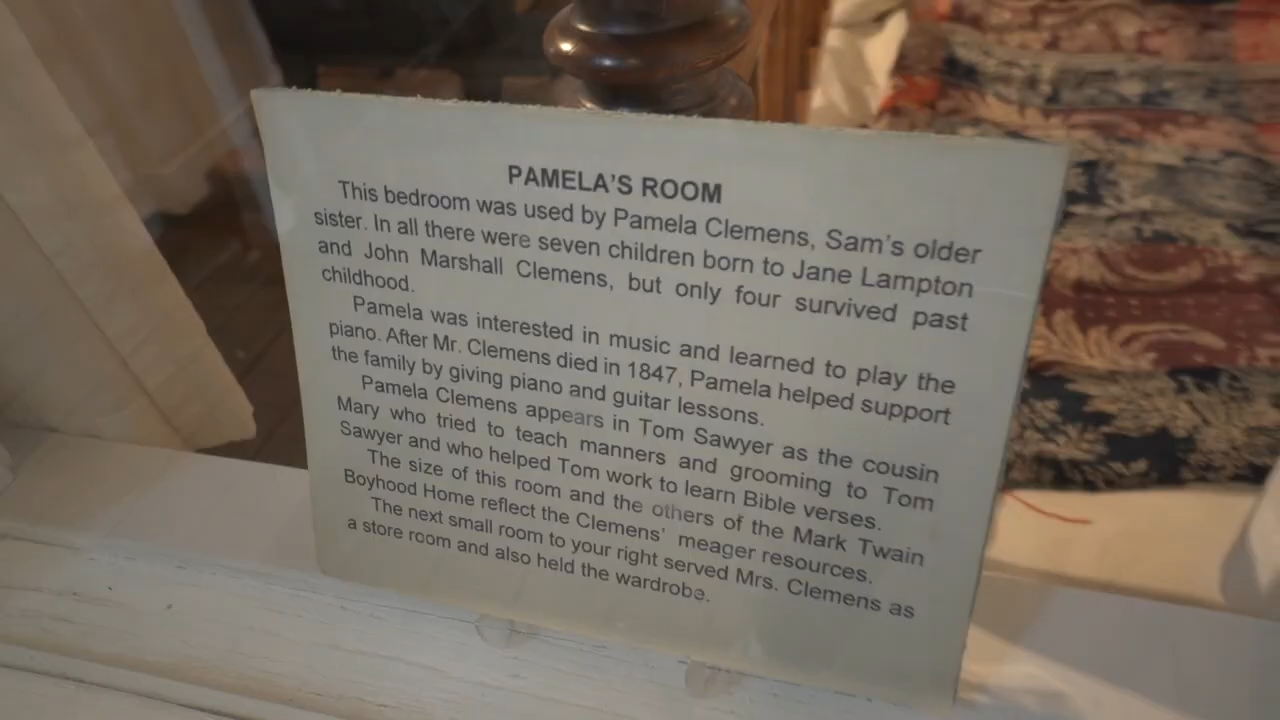 PAMELA'S ROOM
This bedroom was used by Pamela Clemens, Sam's older
sister. In all there were seven children born to Jane Lampton
and John Marshall Clemens, but only four survived past
childhood.
Pamela was interested in music and learned to play the
piano. After Mr. Clemens died in 1847, Pamela helped support
the family by giving piano and guitar lessons.
Pamela Clemens appears in Tom Sawyer as the cousin
Mary who tried to teach manners and grooming to Tom
Sawyer and who helped Tom work to learn Bible verses.
The size of this room and the others of the Mark Twain
Boyhood Home reflect the Clemens' meager resources.
The next small room to your right served Mrs. Clemens as
a store room and also held the wardrobe.